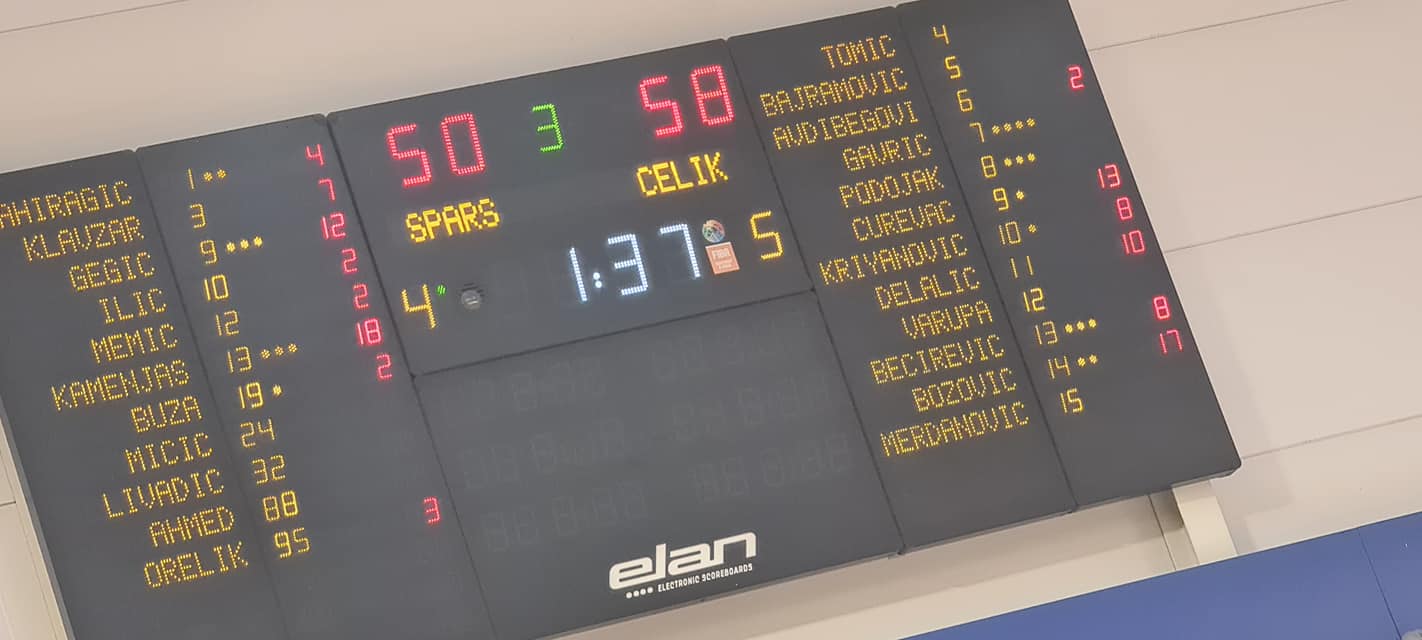 50 3 58
SPARS CELIK
4 1:37 FIBA 5
AHIRAGIC 1** 4
KLAVZAR 3 7
GEGIC 9*** 12
ILIC 10 2
MEMIC 12 2
KAMENJAS 13*** 18
BUZA 19* 2
MICIC 24
LIVADIC 32
AHMED 88 3
ORELIK 95
TOMIC 4
BAJRAMOVIC 5
AVDIBEGOVI 6 2
GAVRIC 7****
PODOJAK 8***
CUREVAC 9* 13
KRIYANOVIC 10* 8
DELALIC 11 10
VARUPA 12
BECIREVIC 13*** 8
BOZOVIC 14** 17
MERDANOVIC 15
elan
ELECTRONIC SCOREBOARDS